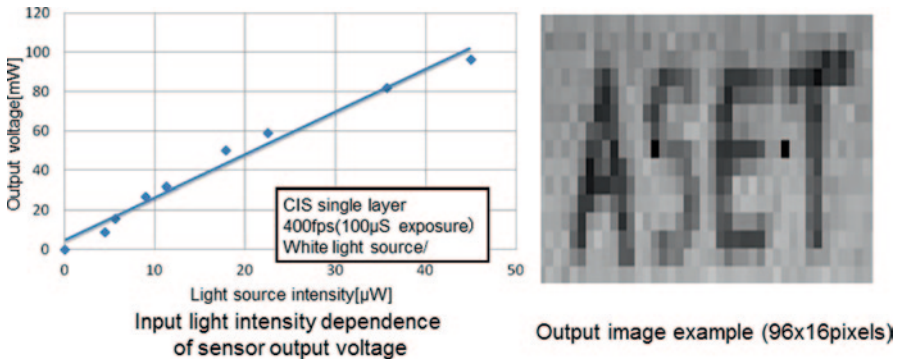 120
100
80
60
40
20
0
Output voltage[mW]
CIS single layer
400fps(100μS exposure)
White light source/
0 10 20 30 40 50
Light source intensity[μW]
Input light intensity dependence
of sensor output voltage
ASET
Output image example (96x16pixels)